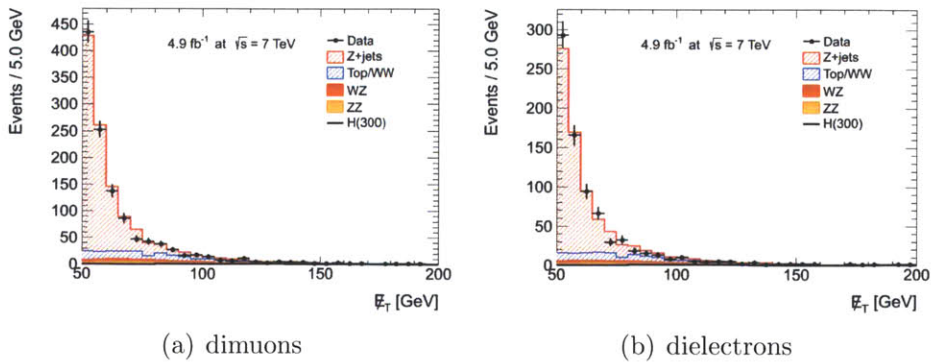 Events / 5.0 GeV
450
400
350
300
250
200
150
100
50
0
50
100
150
200
4.9 fb⁻¹ at √s = 7 TeV
Data
Z+jets
Top/WW
WZ
ZZ
H(300)
E̸_T [GeV]
(a) dimuons
Events / 5.0 GeV
300
250
200
150
100
50
0
50
100
150
200
4.9 fb⁻¹ at √s = 7 TeV
Data
Z+jets
Top/WW
WZ
ZZ
H(300)
E̸_T [GeV]
(b) dielectrons